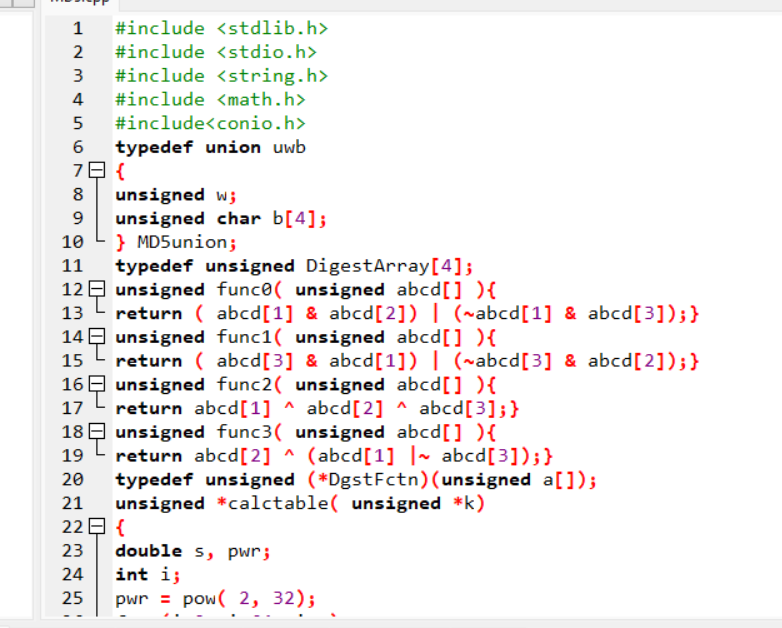 1 #include <stdlib.h>
2 #include <stdio.h>
3 #include <string.h>
4 #include <math.h>
5 #include<conio.h>
6 typedef union uwb
7 {
8 unsigned w;
9 unsigned char b[4];
10 } MD5union;
11 typedef unsigned DigestArray[4];
12 unsigned func0( unsigned abcd[] ){
13 return ( abcd[1] & abcd[2]) | (~abcd[1] & abcd[3]);}
14 unsigned func1( unsigned abcd[] ){
15 return ( abcd[3] & abcd[1]) | (~abcd[3] & abcd[2]);}
16 unsigned func2( unsigned abcd[] ){
17 return abcd[1] ^ abcd[2] ^ abcd[3];}
18 unsigned func3( unsigned abcd[] ){
19 return abcd[2] ^ (abcd[1] |~ abcd[3]);}
20 typedef unsigned (*DgstFctn)(unsigned a[]);
21 unsigned *calctable( unsigned *k)
22 {
23 double s, pwr;
24 int i;
25 pwr = pow( 2, 32);